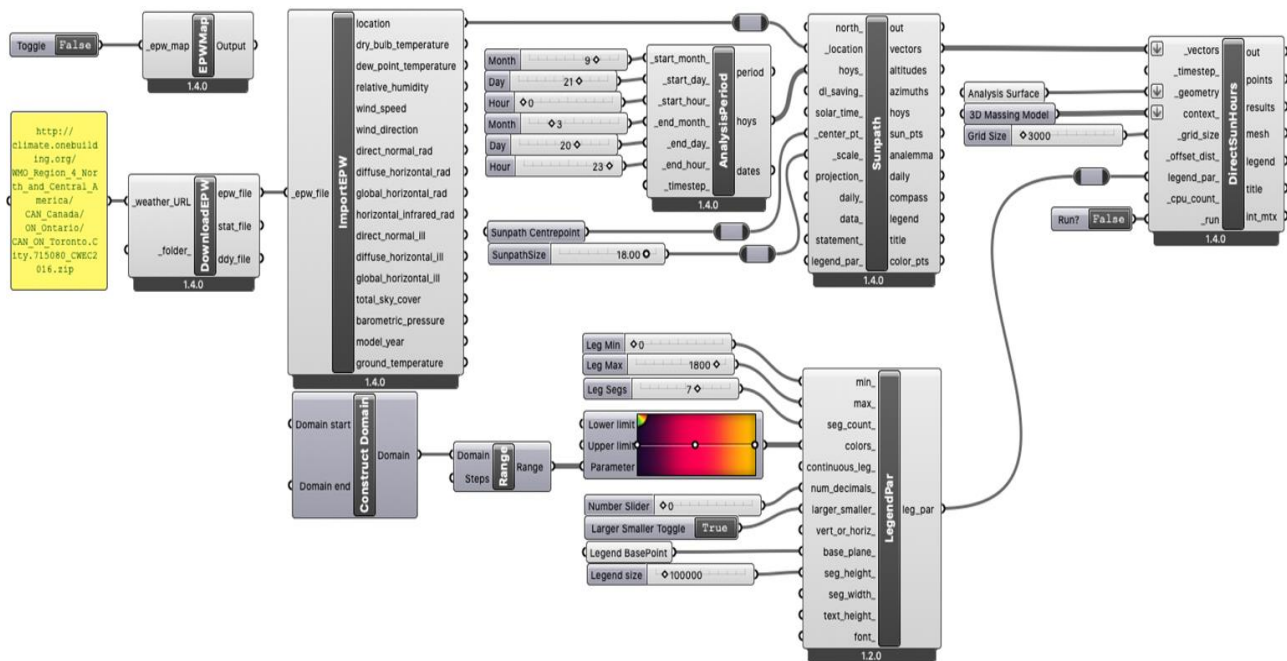 Toggle False
_epw_map
EPWMap
Output
1.4.0
http://
climate.onebuil
ding.org/
WMO_Region_4_Nor
th_and_Central_A
merica/
CAN_Canada/
ON_Ontario/
CAN_ON_Toronto.C
ity.715080_CWEC2
016.zip
_weather_URL
_folder_
DownloadEPW
epw_file
stat_file
ddy_file
1.4.0
_epw_file
ImportEPW
location
dry_bulb_temperature
dew_point_temperature
relative_humidity
wind_speed
wind_direction
direct_normal_rad
diffuse_horizontal_rad
global_horizontal_rad
horizontal_infrared_rad
direct_normal_ill
diffuse_horizontal_ill
global_horizontal_ill
total_sky_cover
barometric_pressure
model_year
ground_temperature
1.4.0
Month 9
Day 21
Hour 0
Month 3
Day 20
Hour 23
_start_month_
_start_day_
_start_hour_
_end_month_
_end_day_
_end_hour_
_timestep_
AnalysisPeriod
period
hoys
dates
1.4.0
Sunpath Centrepoint
SunpathSize 18.00
north_
_location
hoys_
dl_saving_
solar_time_
_center_pt_
_scale_
projection_
daily_
data_
statement_
legend_par_
Sunpath
out
vectors
altitudes
azimuths
hoys
sun_pts
analemma
daily
compass
legend
title
color_pts
1.4.0
Analysis Surface
3D Massing Model
Grid Size 3000
Run? False
_vectors
_timestep_
_geometry
context_
_grid_size
_offset_dist_
legend_par_
_cpu_count_
_run
DirectSunHours
out
points
results
mesh
legend
title
int_mtx
1.4.0
Domain start
Domain end
Construct Domain
Domain
Domain
Steps
Range
Range
Leg Min 0
Leg Max 1800
Leg Segs 7
Lower limit
Upper limit
Parameter
Number Slider 0
Larger Smaller Toggle True
Legend BasePoint
Legend size 100000
min_
max_
seg_count_
colors_
continuous_leg_
num_decimals_
larger_smaller_
vert_or_horiz_
base_plane_
seg_height_
seg_width_
text_height_
font_
LegendPar
leg_par
1.2.0